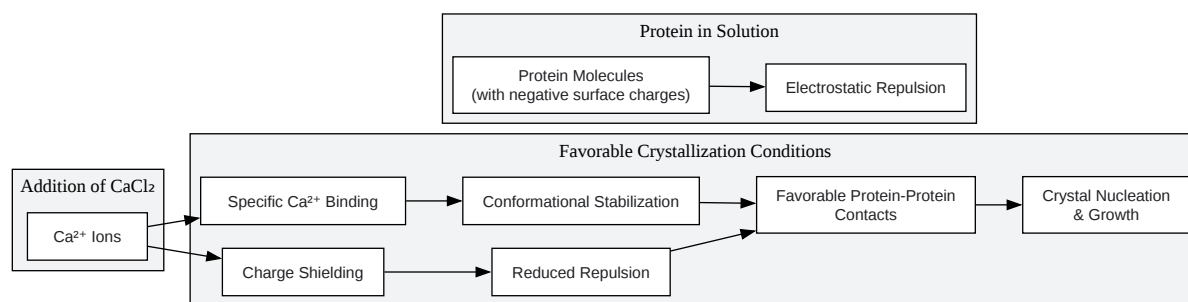 Protein in Solution
Protein Molecules
(with negative surface charges)
Electrostatic Repulsion
Favorable Crystallization Conditions
Addition of CaCl₂
Ca²⁺ Ions
Specific Ca²⁺ Binding
Conformational Stabilization
Favorable Protein-Protein
Contacts
Crystal Nucleation
& Growth
Charge Shielding
Reduced Repulsion